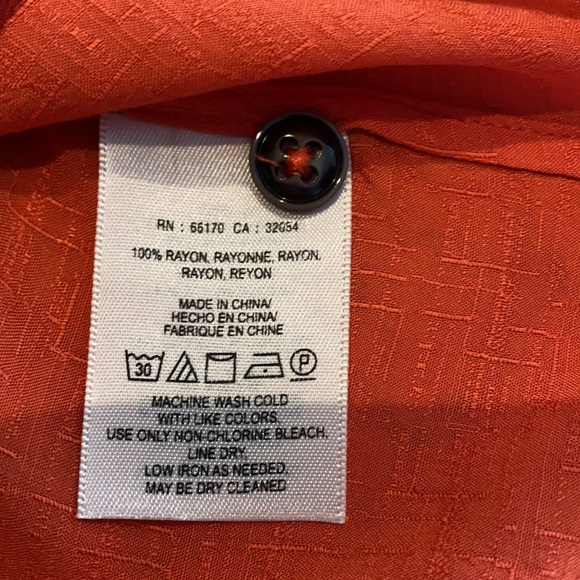 RN : 66170 CA : 32054
100% RAYON, RAYONNE, RAYON,
RAYON, REYON
MADE IN CHINA/
HECHO EN CHINA/
FABRIQUE EN CHINE
30 P
MACHINE WASH COLD
WITH LIKE COLORS.
USE ONLY NON-CHLORINE BLEACH.
LINE DRY.
LOW IRON AS NEEDED.
MAY BE DRY CLEANED